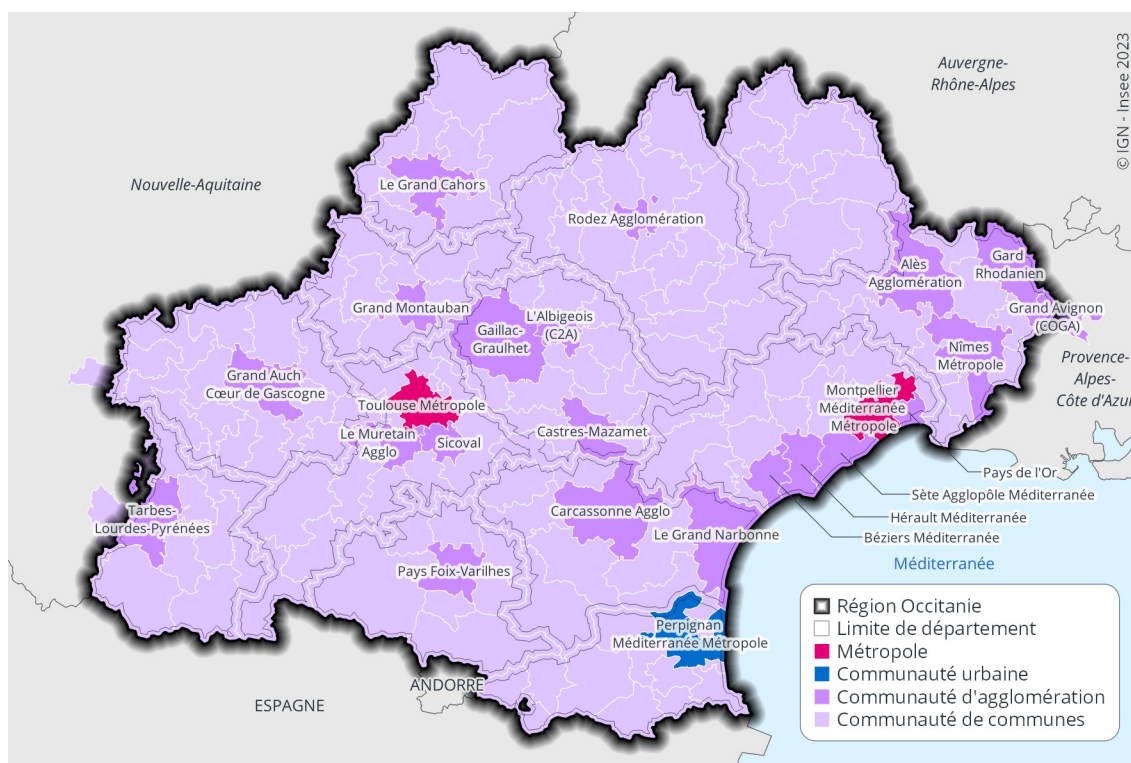 Auvergne-
Rhône-Alpes
© IGN - Insee 2023
Nouvelle-Aquitaine
Le Grand Cahors
Rodez Agglomération
Alès
Agglomération
Gard
Rhodanien
Grand Avignon
(COGA)
Grand Montauban
L'Albigeois
(C2A)
Gaillac-
Graulhet
Nîmes
Métropole
Provence-
Alpes-
Côte d'Azur
Grand Auch
Cœur de Gascogne
Toulouse Métropole
Montpellier
Méditerranée
Métropole
Le Muretain
Agglo
Sicoval
Castres-Mazamet
Pays de l'Or
Sète Agglopôle Méditerranée
Hérault Méditerranée
Béziers Méditerranée
Tarbes-
Lourdes-Pyrénées
Carcassonne Agglo
Le Grand Narbonne
Méditerranée
Pays Foix-Varilhes
Perpignan
Méditerranée Métropole
ANDORRE
ESPAGNE
Région Occitanie
Limite de département
Métropole
Communauté urbaine
Communauté d'agglomération
Communauté de communes